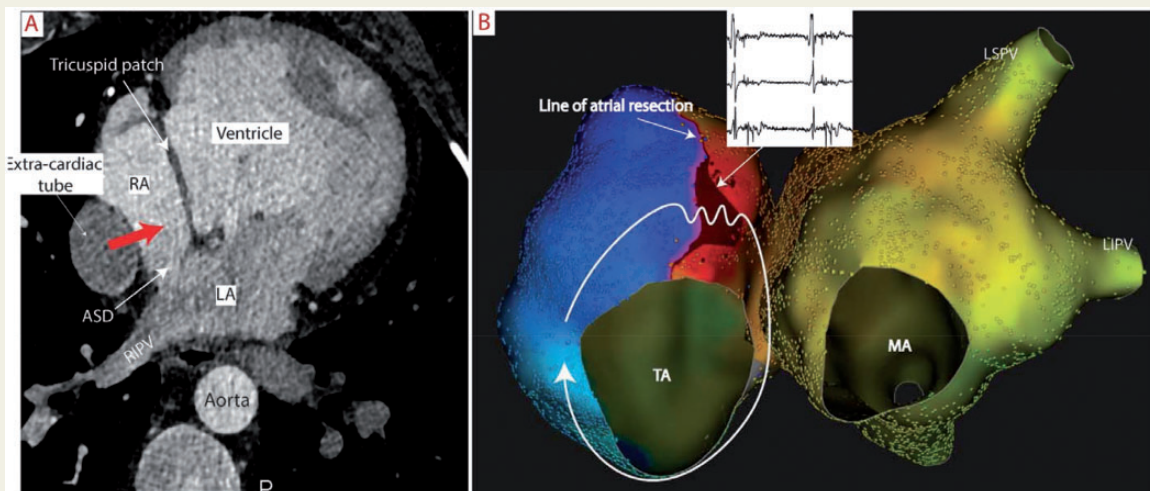 A
Tricuspid patch
Ventricle
Extra-cardiac
tube
RA
ASD
LA
RIPV
Aorta
B
LSPV
Line of atrial resection
LIPV
TA
MA